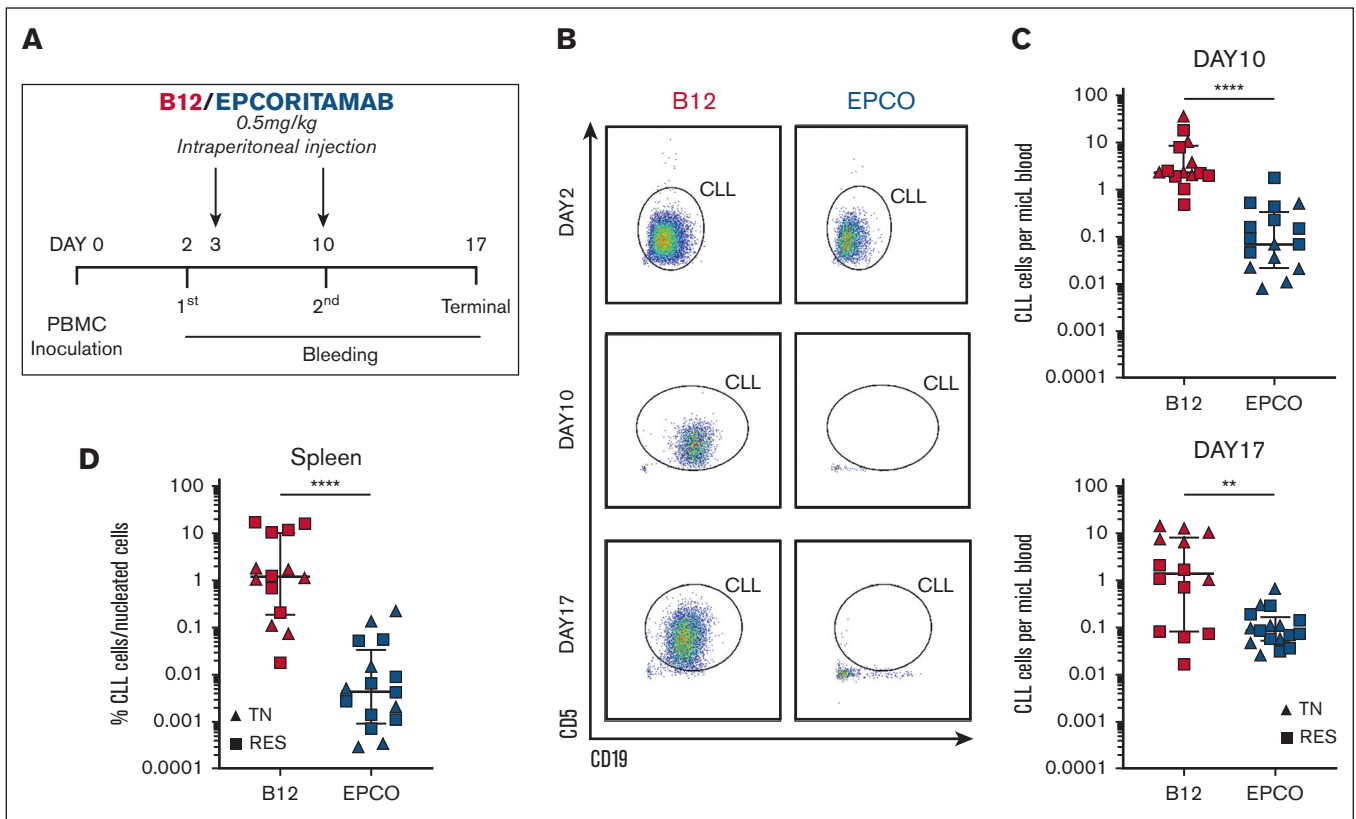 A
B12/EPCORITAMAB
0.5mg/kg
Intraperitoneal injection
DAY 0 2 3 10 17
1st 2nd Terminal
PBMC
Inoculation
Bleeding
B
B12 EPCO
DAY2
CLL CLL
DAY10
CLL CLL
DAY17
CLL CLL
CD5
CD19
C
DAY10
****
CLL cells per micL blood
100
10
1
0.1
0.01
0.001
0.0001
B12 EPCO
DAY17
**
CLL cells per micL blood
100
10
1
0.1
0.01
0.001
0.0001
TN
RES
B12 EPCO
D
Spleen
****
% CLL cells/nucleated cells
100
10
1
0.1
0.01
0.001
0.0001
TN
RES
B12 EPCO